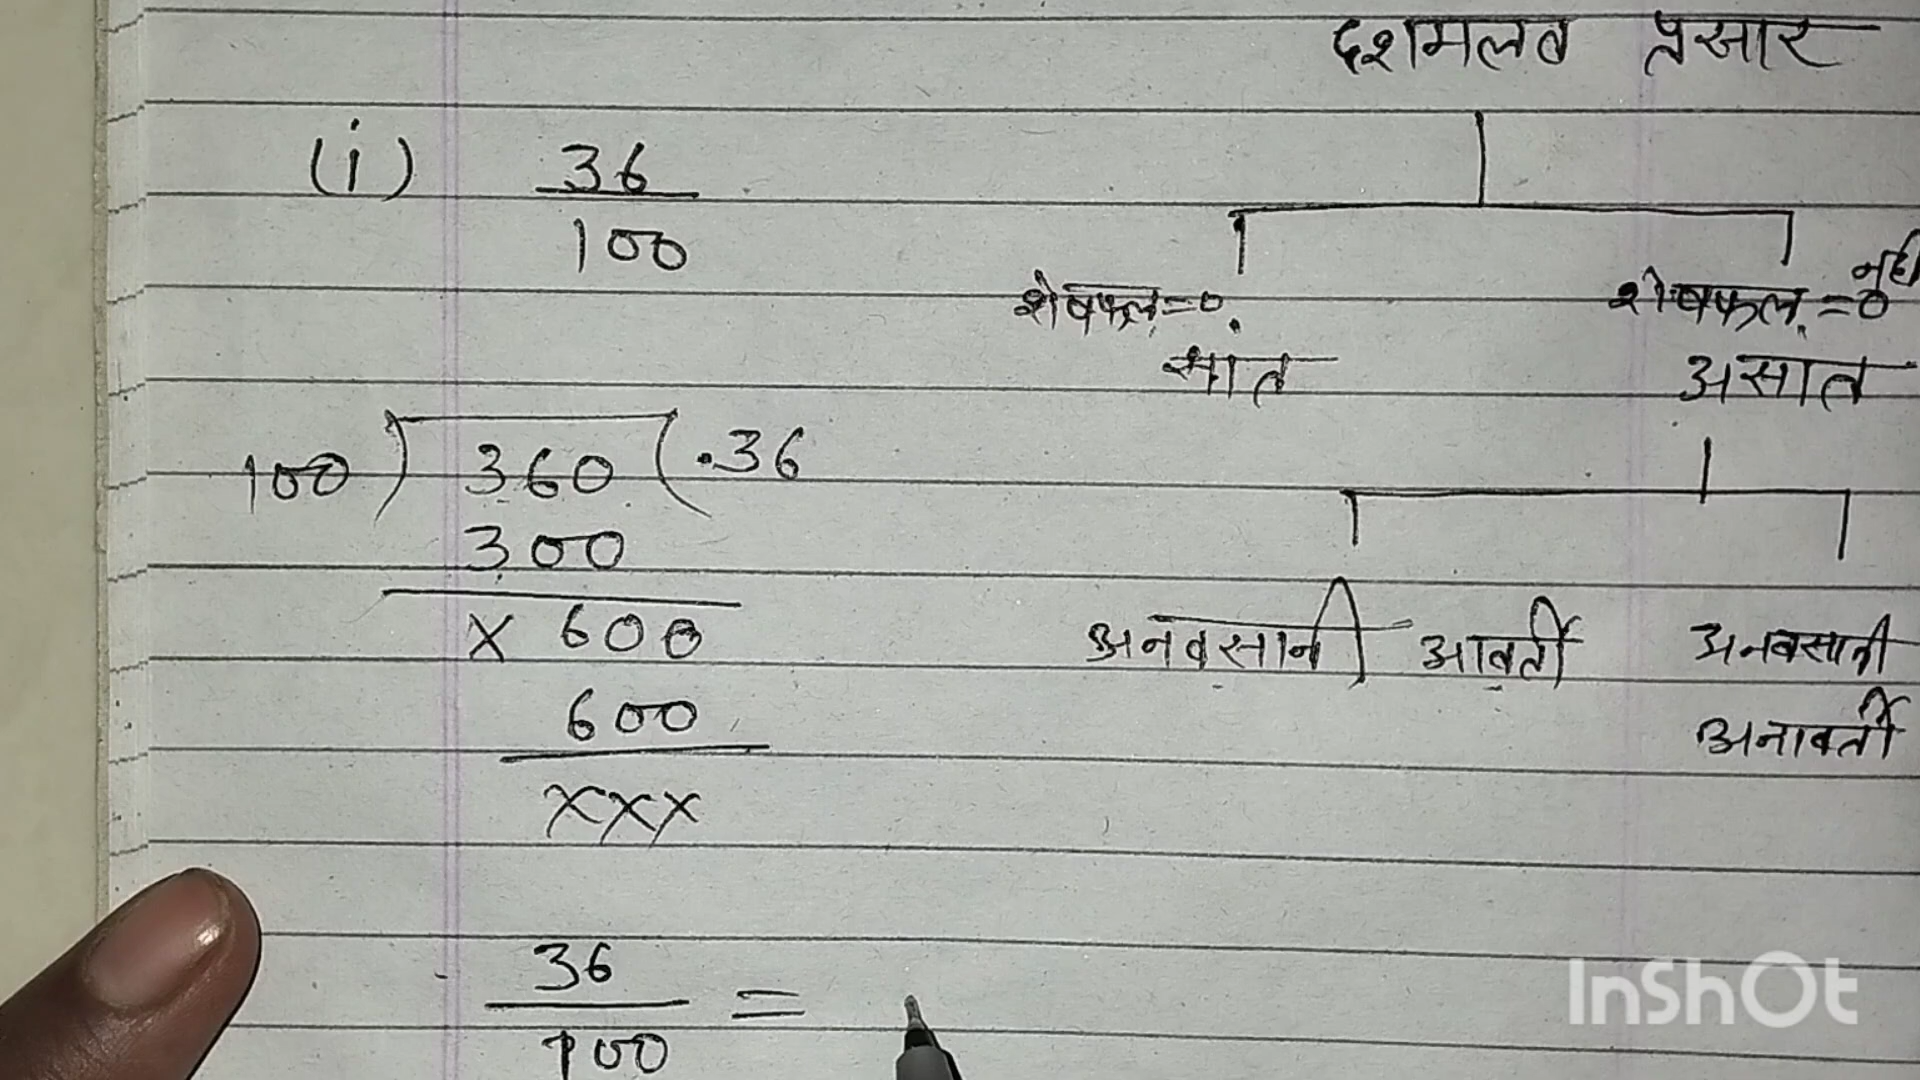 दशमलव प्रसार
(i) 36
100
शेषफल=0.
सांत
नही
शेषफल =0
असांत
100 ) 360 ( .36
300
x 600
600
xxx
अनवसानी आवर्ती
अनवसानी
अनावर्ती
36
100 =
InShOt